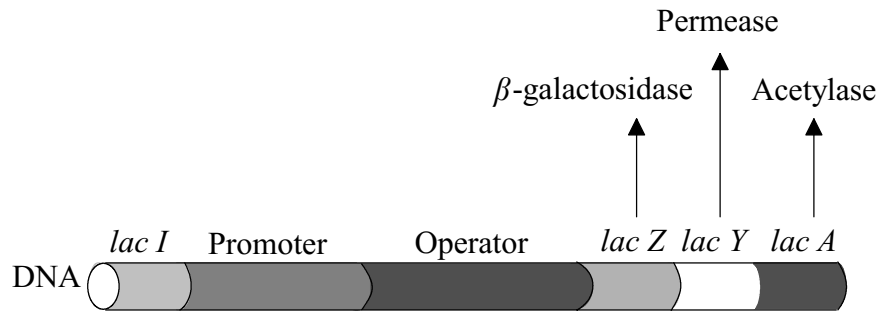 Permease
β-galactosidase Acetylase
lac I Promoter Operator lac Z lac Y lac A
DNA